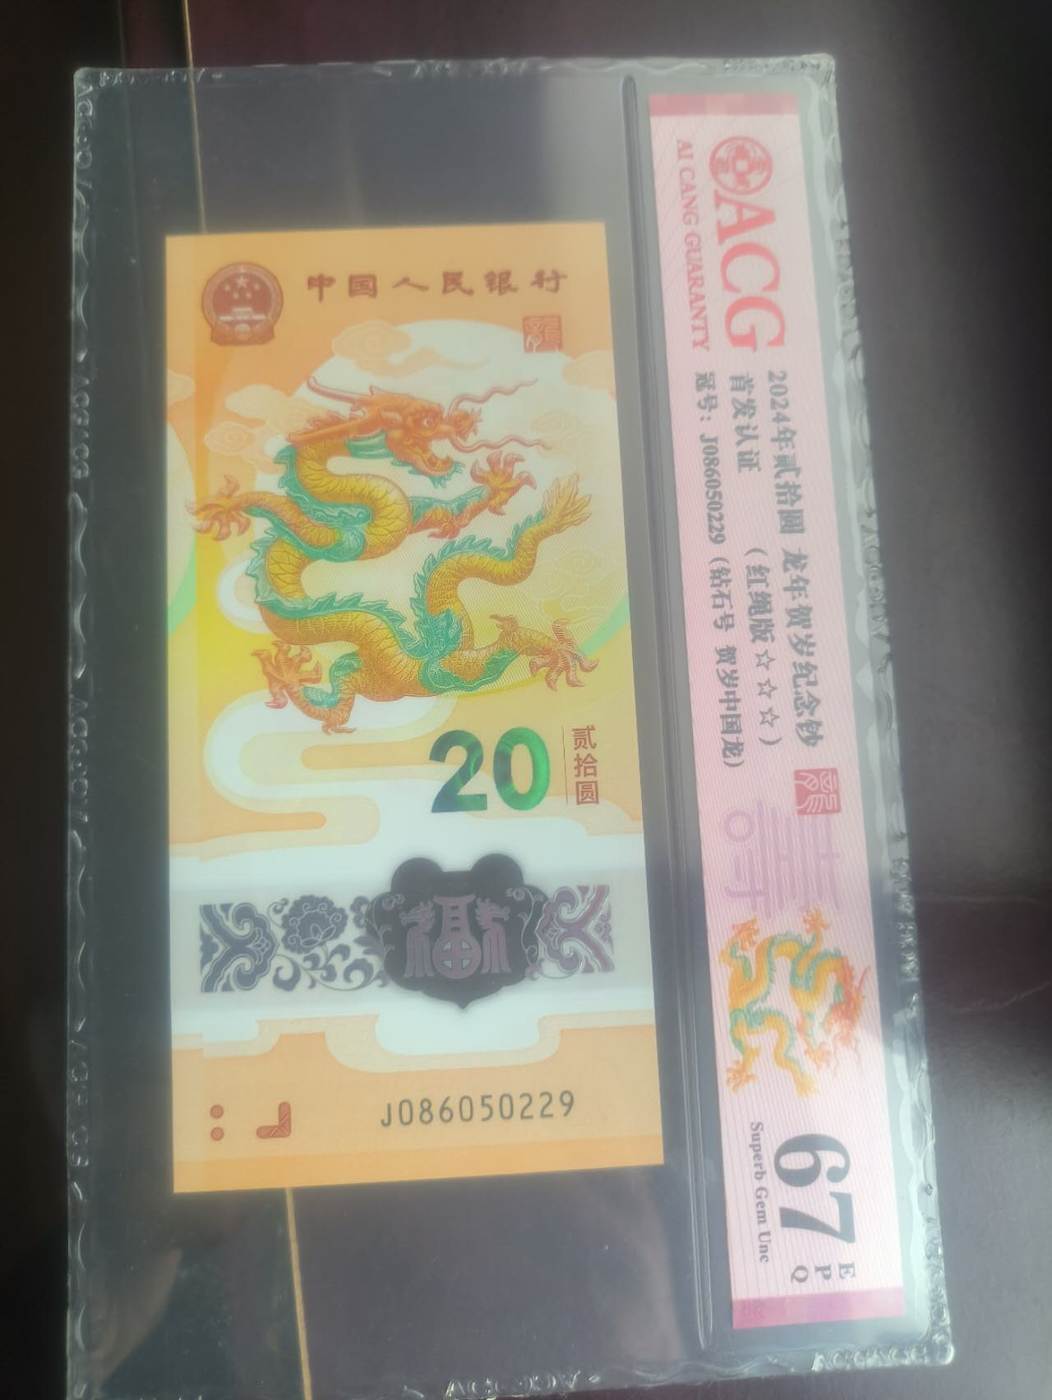 中国人民银行
龍
20
贰拾圆
福
J086050229
ACG
AI CANG GUARANTY
2024年贰拾圆 龙年贺岁纪念钞
首发认证 (红绳版☆☆☆)
冠号: J086050229 (钻石号 贺岁中国龙)
67
EPQ
Superb Gem Unc